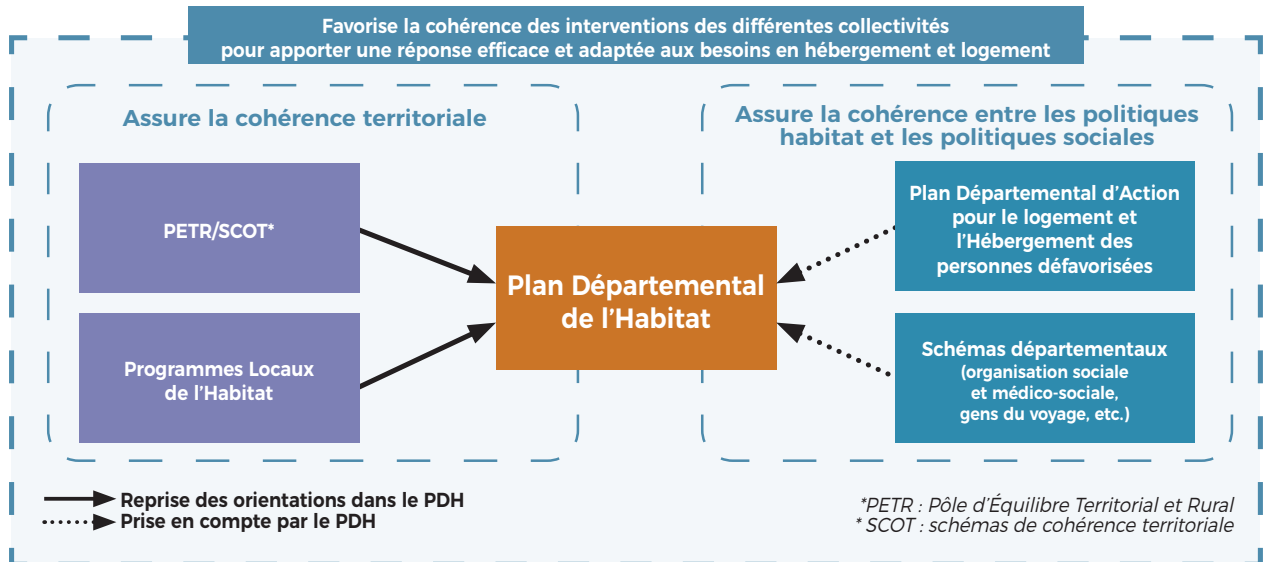 Favorise la cohérence des interventions des différentes collectivités
pour apporter une réponse efficace et adaptée aux besoins en hébergement et logement
Assure la cohérence territoriale
PETR/SCOT*
Programmes Locaux
de l'Habitat
Plan Départemental
de l'Habitat
Assure la cohérence entre les politiques
habitat et les politiques sociales
Plan Départemental d'Action
pour le logement et
l'Hébergement des
personnes défavorisées
Schémas départementaux
(organisation sociale
et médico-sociale,
gens du voyage, etc.)
Reprise des orientations dans le PDH
Prise en compte par le PDH
*PETR : Pôle d'Équilibre Territorial et Rural
* SCOT : schémas de cohérence territoriale